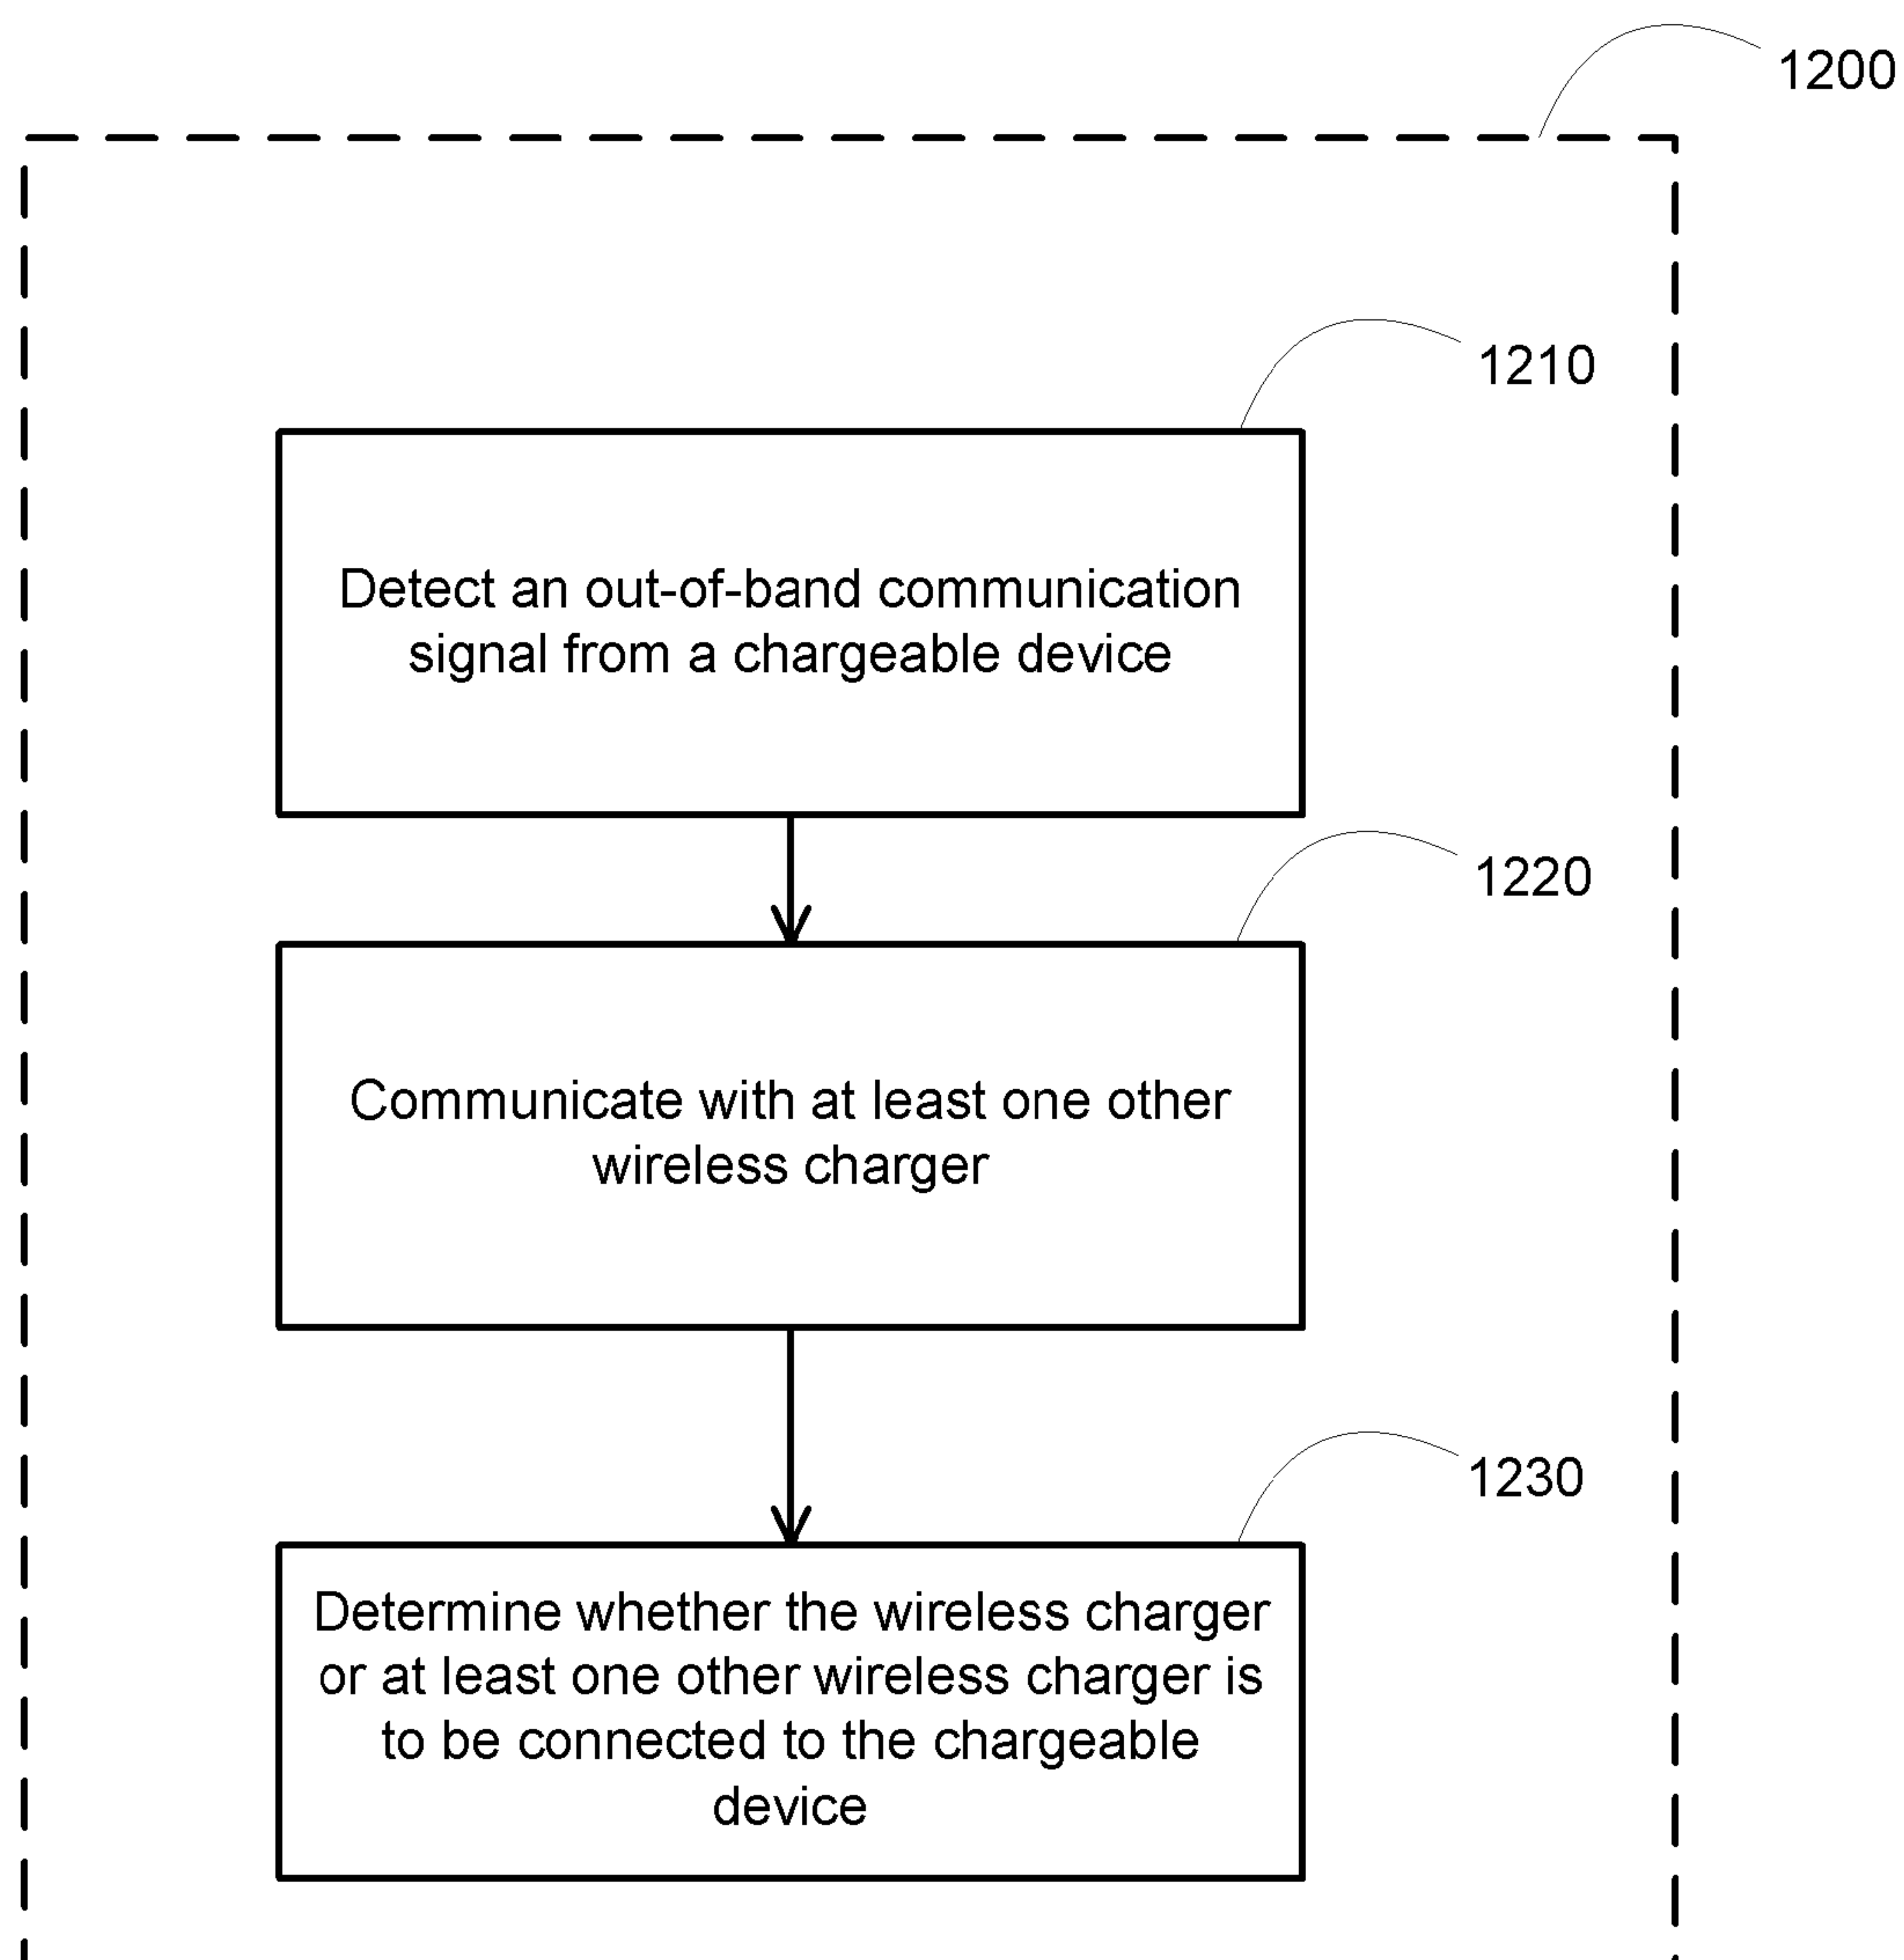 1200
1210
Detect an out-of-band communication
signal from a chargeable device
1220
Communicate with at least one other
wireless charger
1230
Determine whether the wireless charger
or at least one other wireless charger is
to be connected to the chargeable
device